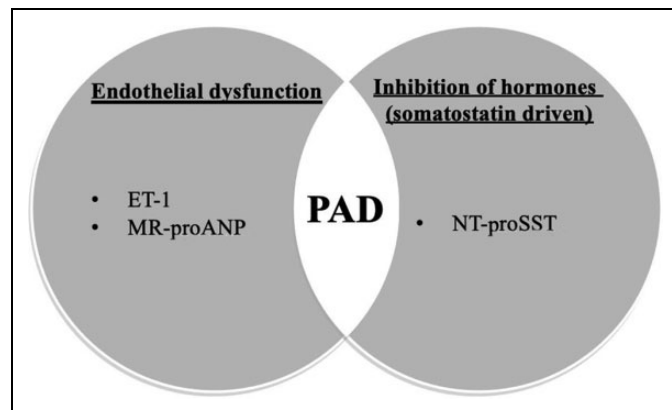 Endothelial dysfunction
• ET-1
• MR-proANP
PAD
Inhibition of hormones
(somatostatin driven)
• NT-proSST